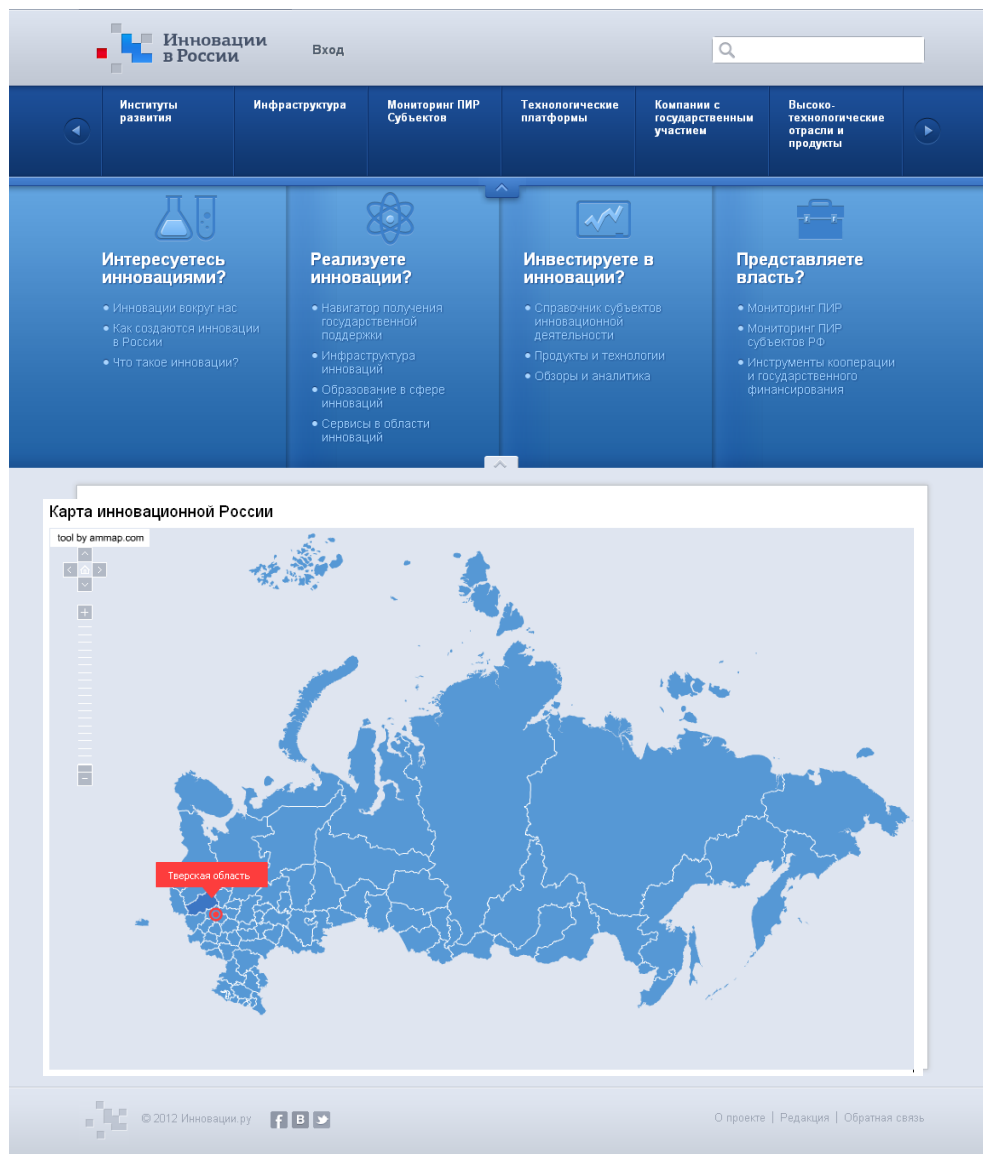 Инновации
в России
Вход
Институты
развития
Инфраструктура
Мониторинг ПИР
Субъектов
Технологические
платформы
Компании с
государственным
участием
Высоко-
технологические
отрасли и
продукты
Интересуетесь
инновациями?
Инновации вокруг нас
Как создаются инновации
в России
Что такое инновации?
Реализуете
инновации?
Навигатор получения
государственной
поддержки
Инфраструктура
инноваций
Образование в сфере
инноваций
Сервисы в области
инноваций
Инвестируете в
инновации?
Справочник субъектов
инновационной
деятельности
Продукты и технологии
Обзоры и аналитика
Представляете
власть?
Мониторинг ПИР
Мониторинг ПИР
субъектов РФ
Инструменты кооперации
и государственного
финансирования
Карта инновационной России
tool by ammap.com
Тверская область
© 2012 Инновации.ру
О проекте | Редакция | Обратная связь